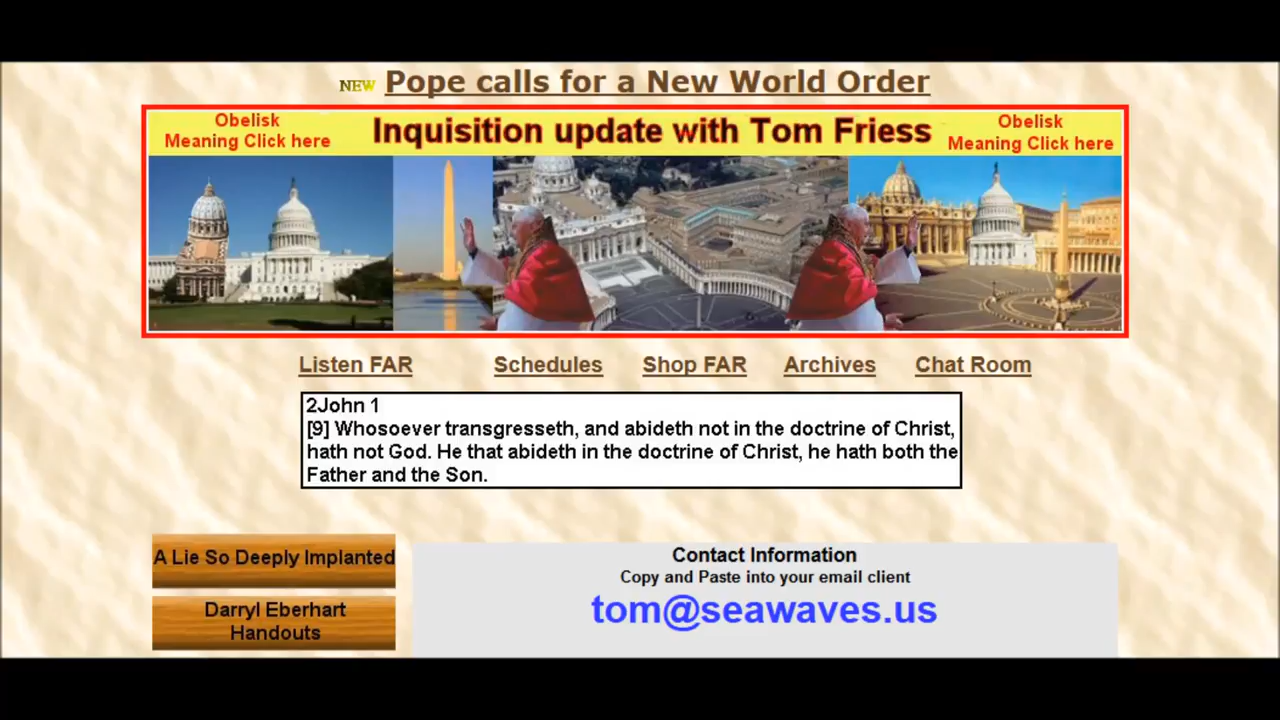 NEW Pope calls for a New World Order
Obelisk
Meaning Click here
Inquisition update with Tom Friess
Obelisk
Meaning Click here
Listen FAR Schedules Shop FAR Archives Chat Room
2John 1
[9] Whosoever transgresseth, and abideth not in the doctrine of Christ,
hath not God. He that abideth in the doctrine of Christ, he hath both the
Father and the Son.
A Lie So Deeply Implanted
Darryl Eberhart
Handouts
Contact Information
Copy and Paste into your email client
tom@seawaves.us